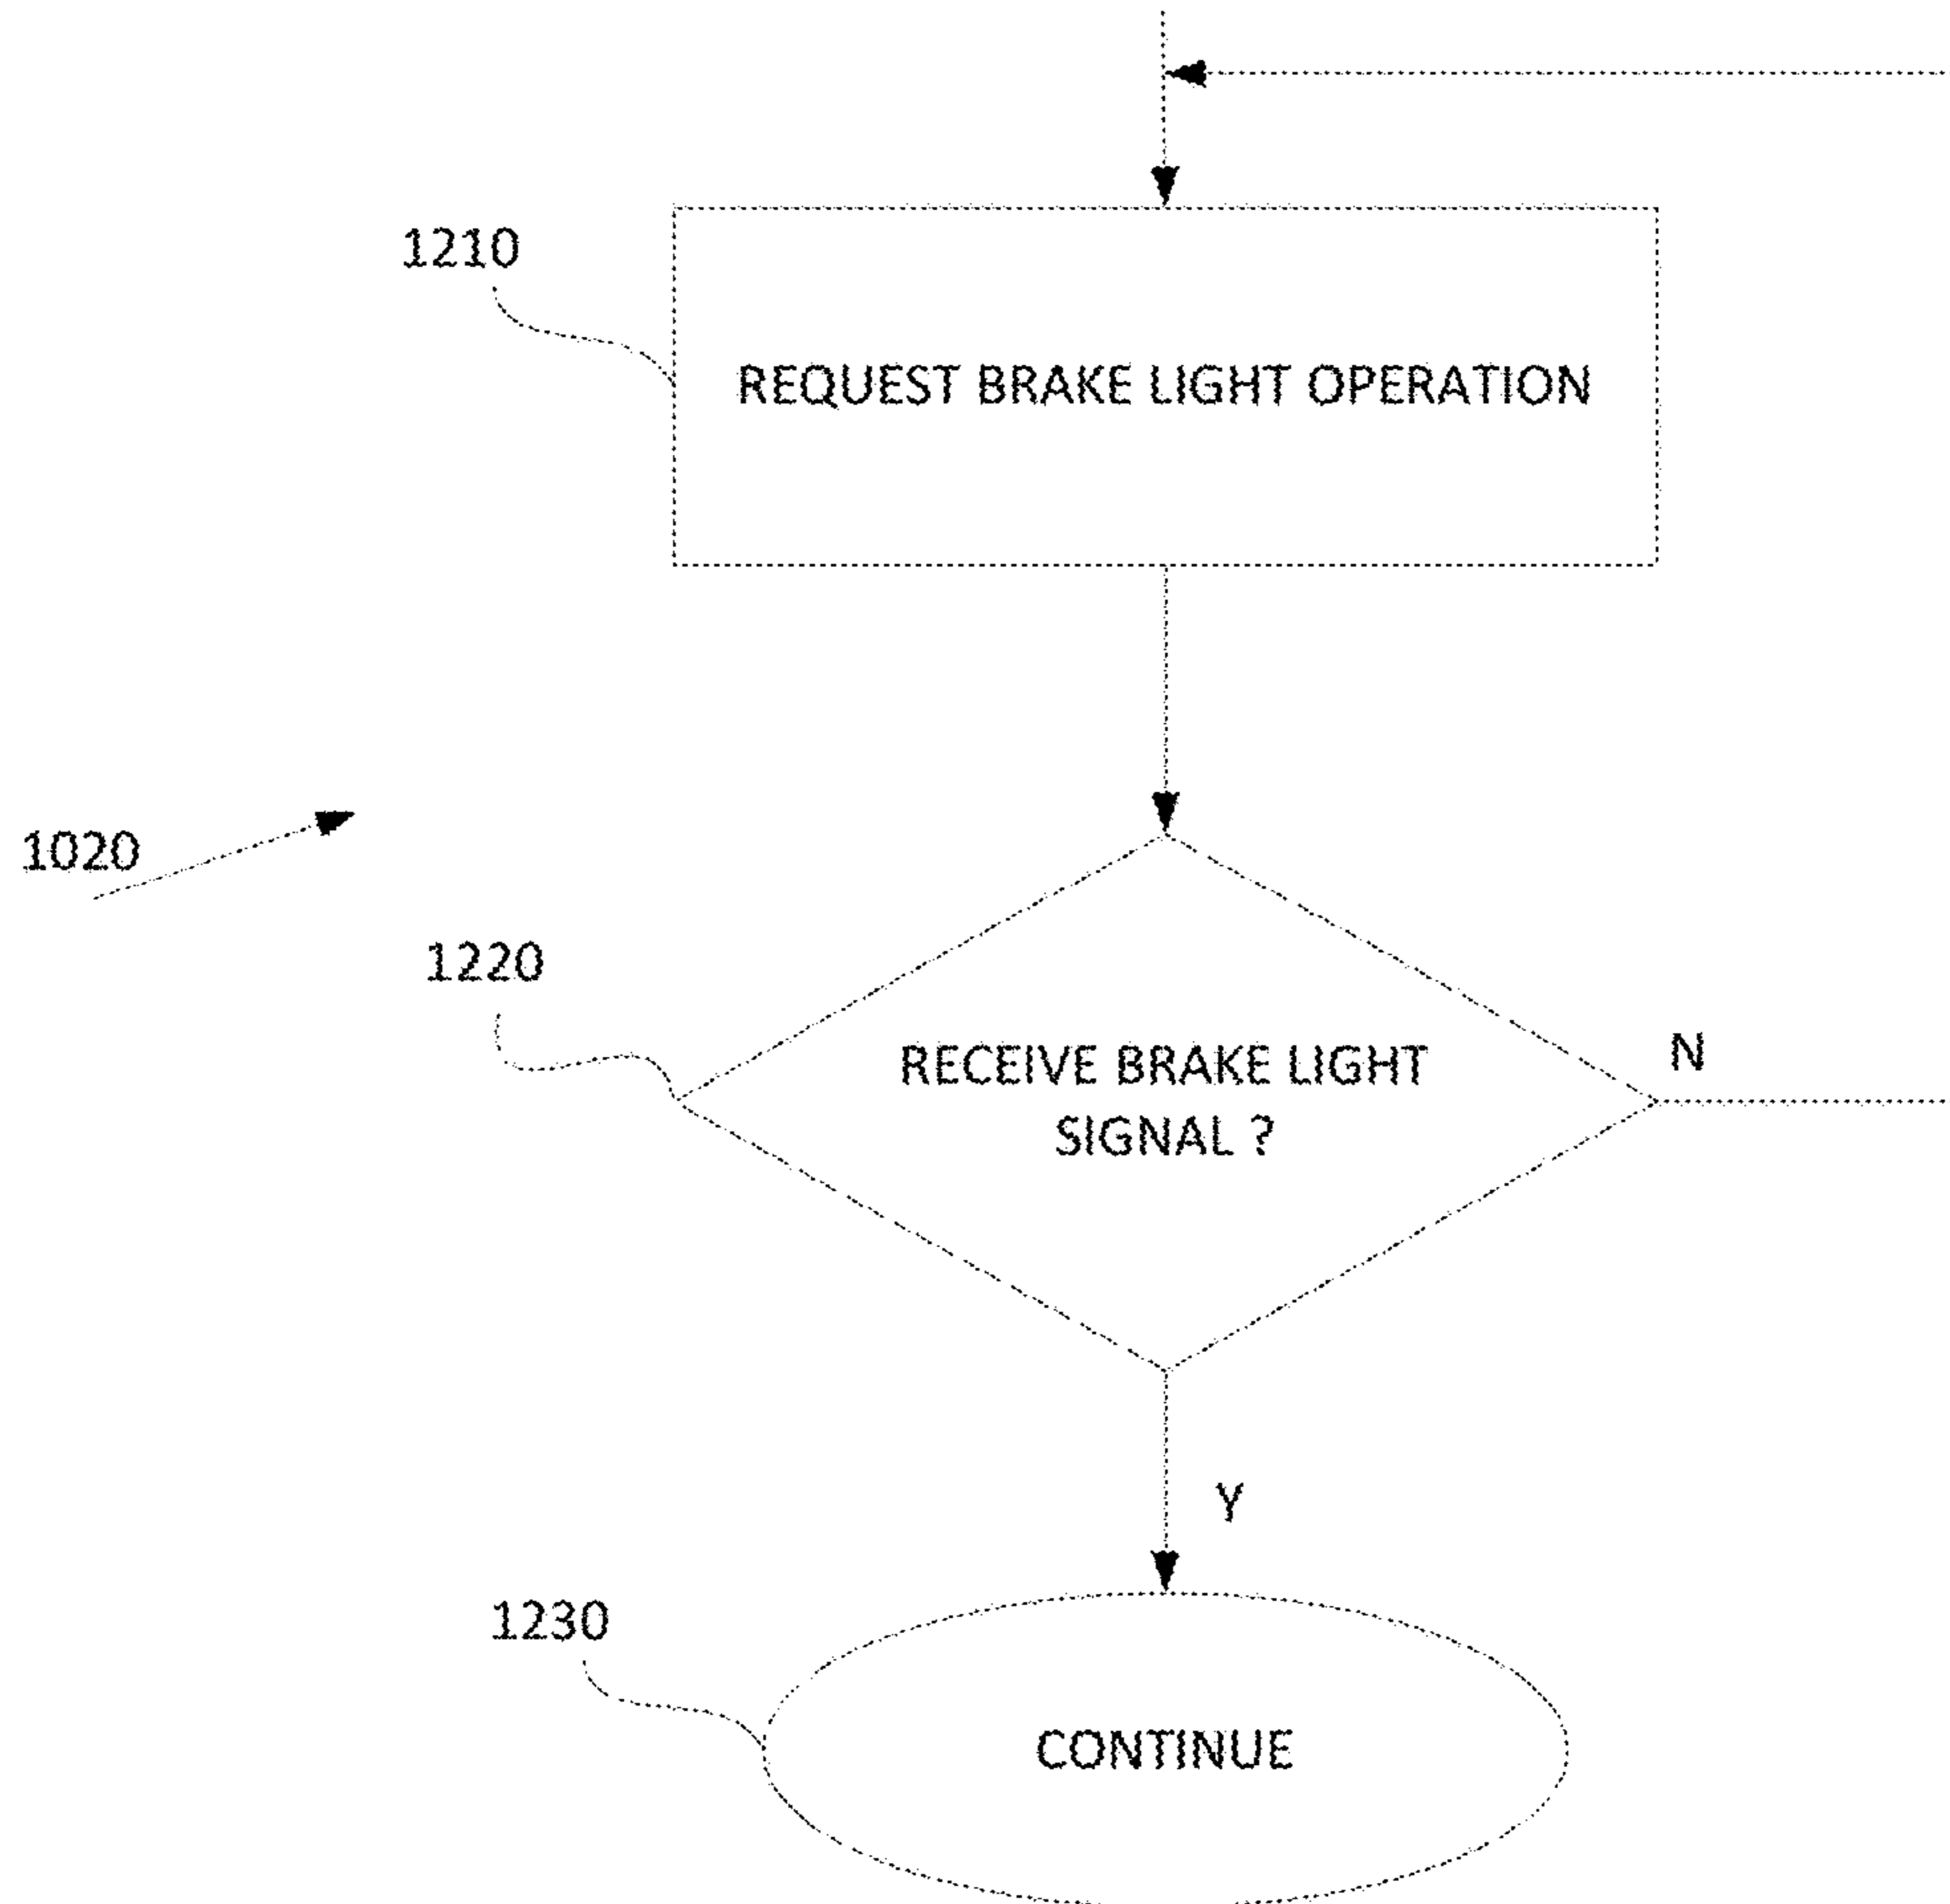 1210
REQUEST BRAKE LIGHT OPERATION
1020
1220
RECEIVE BRAKE LIGHT
SIGNAL ?
N
Y
1230
CONTINUE